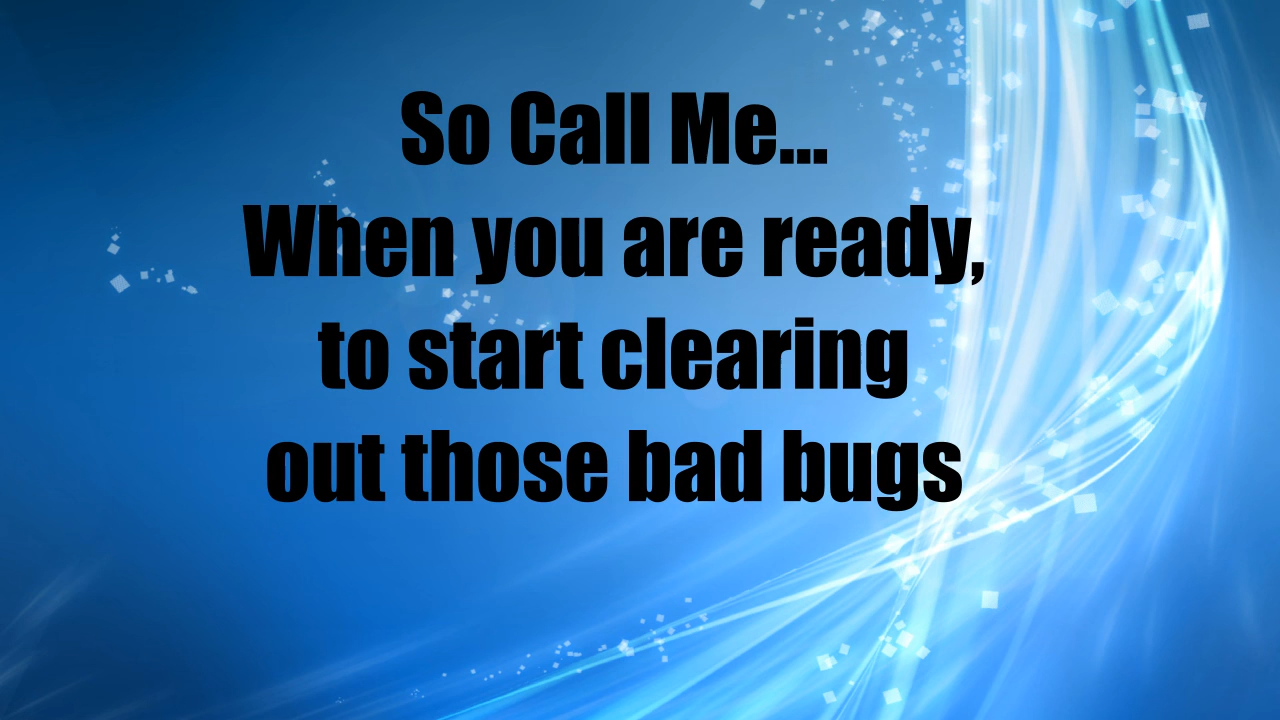 So Call Me...
When you are ready,
to start clearing
out those bad bugs